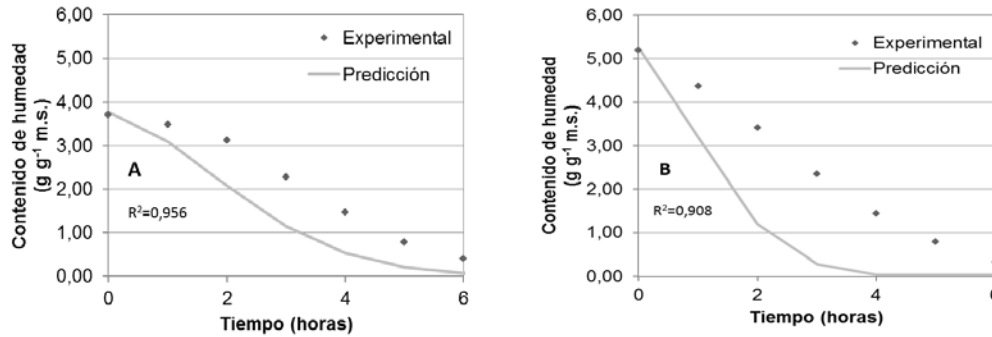 6,00
5,00
4,00
3,00
2,00
1,00
0,00
Contenido de humedad
(g g⁻¹ m.s.)
Experimental
Predicción
A
R²=0,956
0 2 4 6
Tiempo (horas)
6,00
5,00
4,00
3,00
2,00
1,00
0,00
Contenido de humedad
(g g⁻¹ m.s.)
Experimental
Predicción
B
R²=0,908
0 2 4 6
Tiempo (horas)